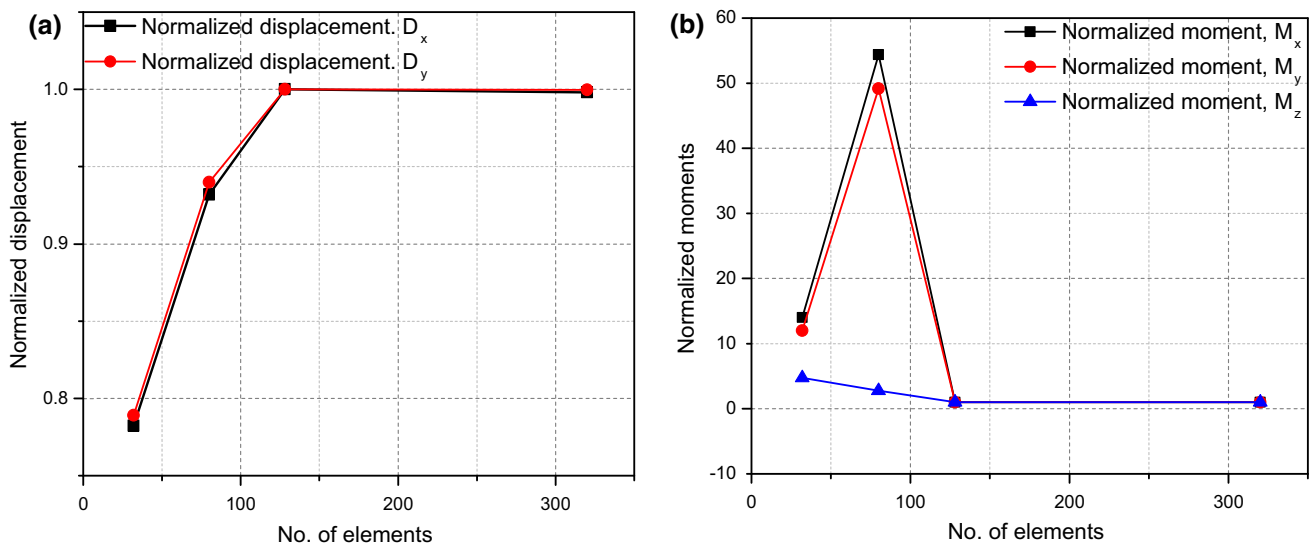 (a)
Normalized displacement. Dx
Normalized displacement. Dy
1.0
0.9
0.8
Normalized displacement
0 100 200 300
No. of elements
(b)
Normalized moment, Mx
Normalized moment, My
Normalized moment, Mz
60
50
40
30
20
10
0
-10
Normalized moments
0 100 200 300
No. of elements